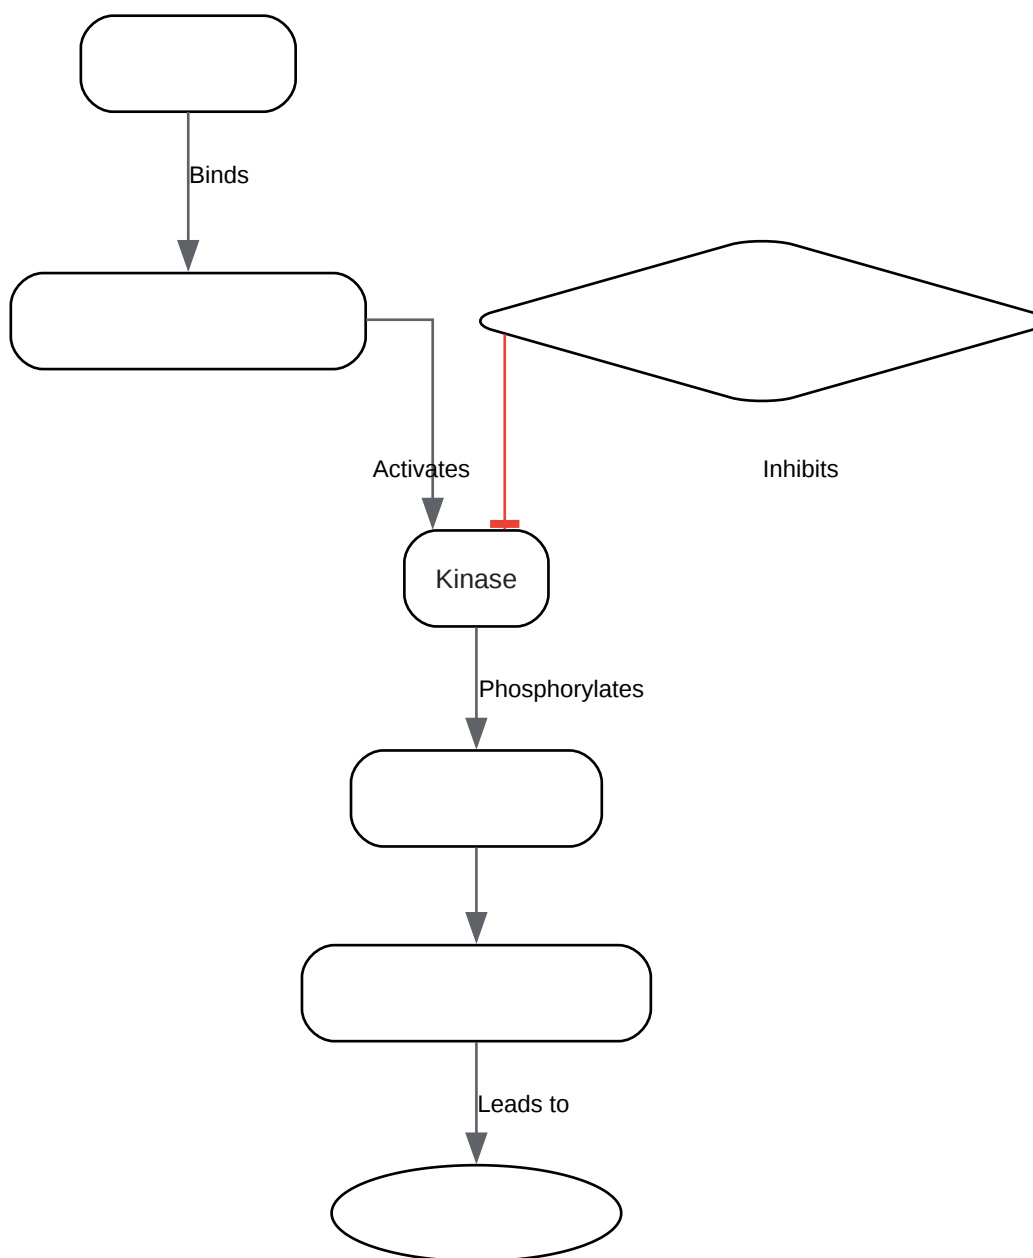 Binds
Activates
Inhibits
Kinase
Phosphorylates
Leads to